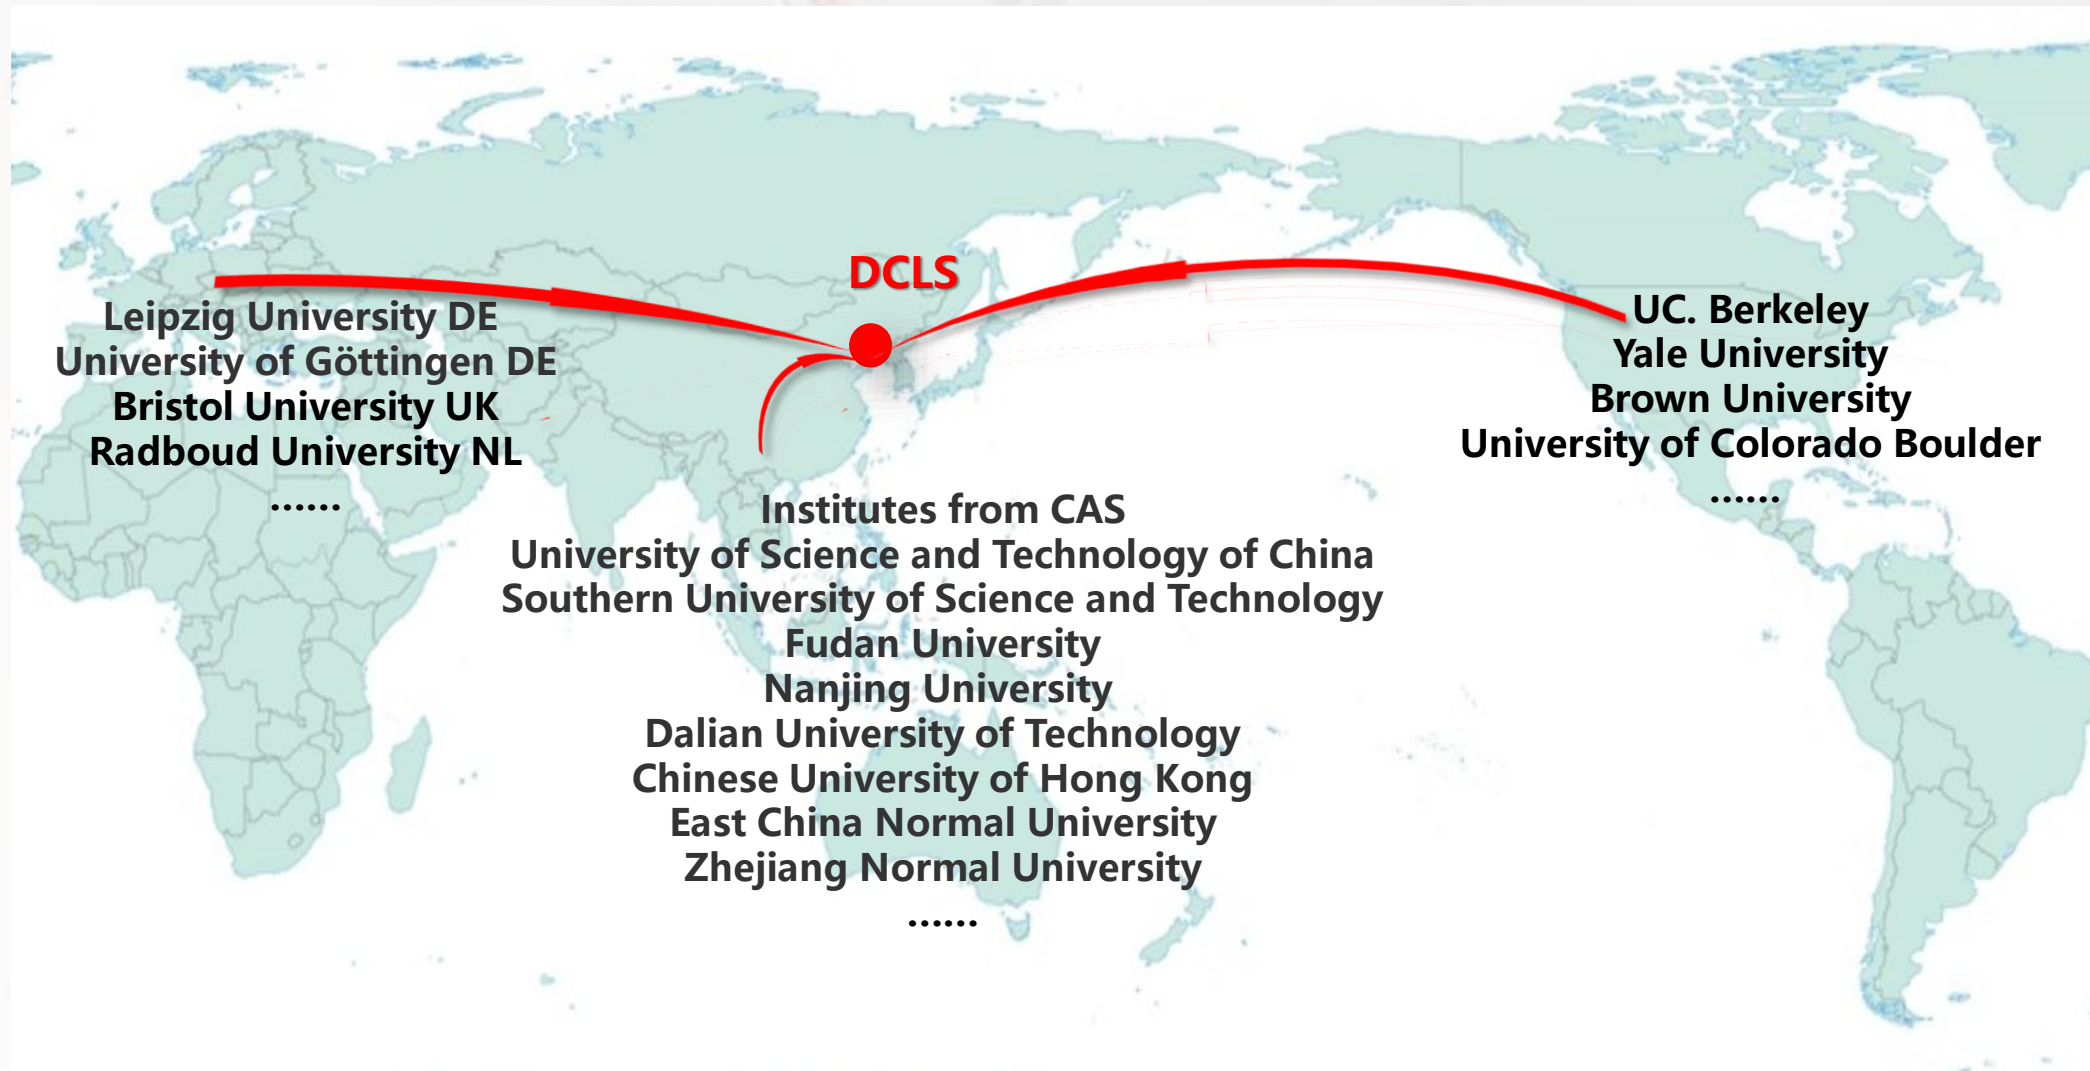 DCLS
Leipzig University DE
University of Göttingen DE
Bristol University UK
Radboud University NL
......
UC. Berkeley
Yale University
Brown University
University of Colorado Boulder
......
Institutes from CAS
University of Science and Technology of China
Southern University of Science and Technology
Fudan University
Nanjing University
Dalian University of Technology
Chinese University of Hong Kong
East China Normal University
Zhejiang Normal University
......